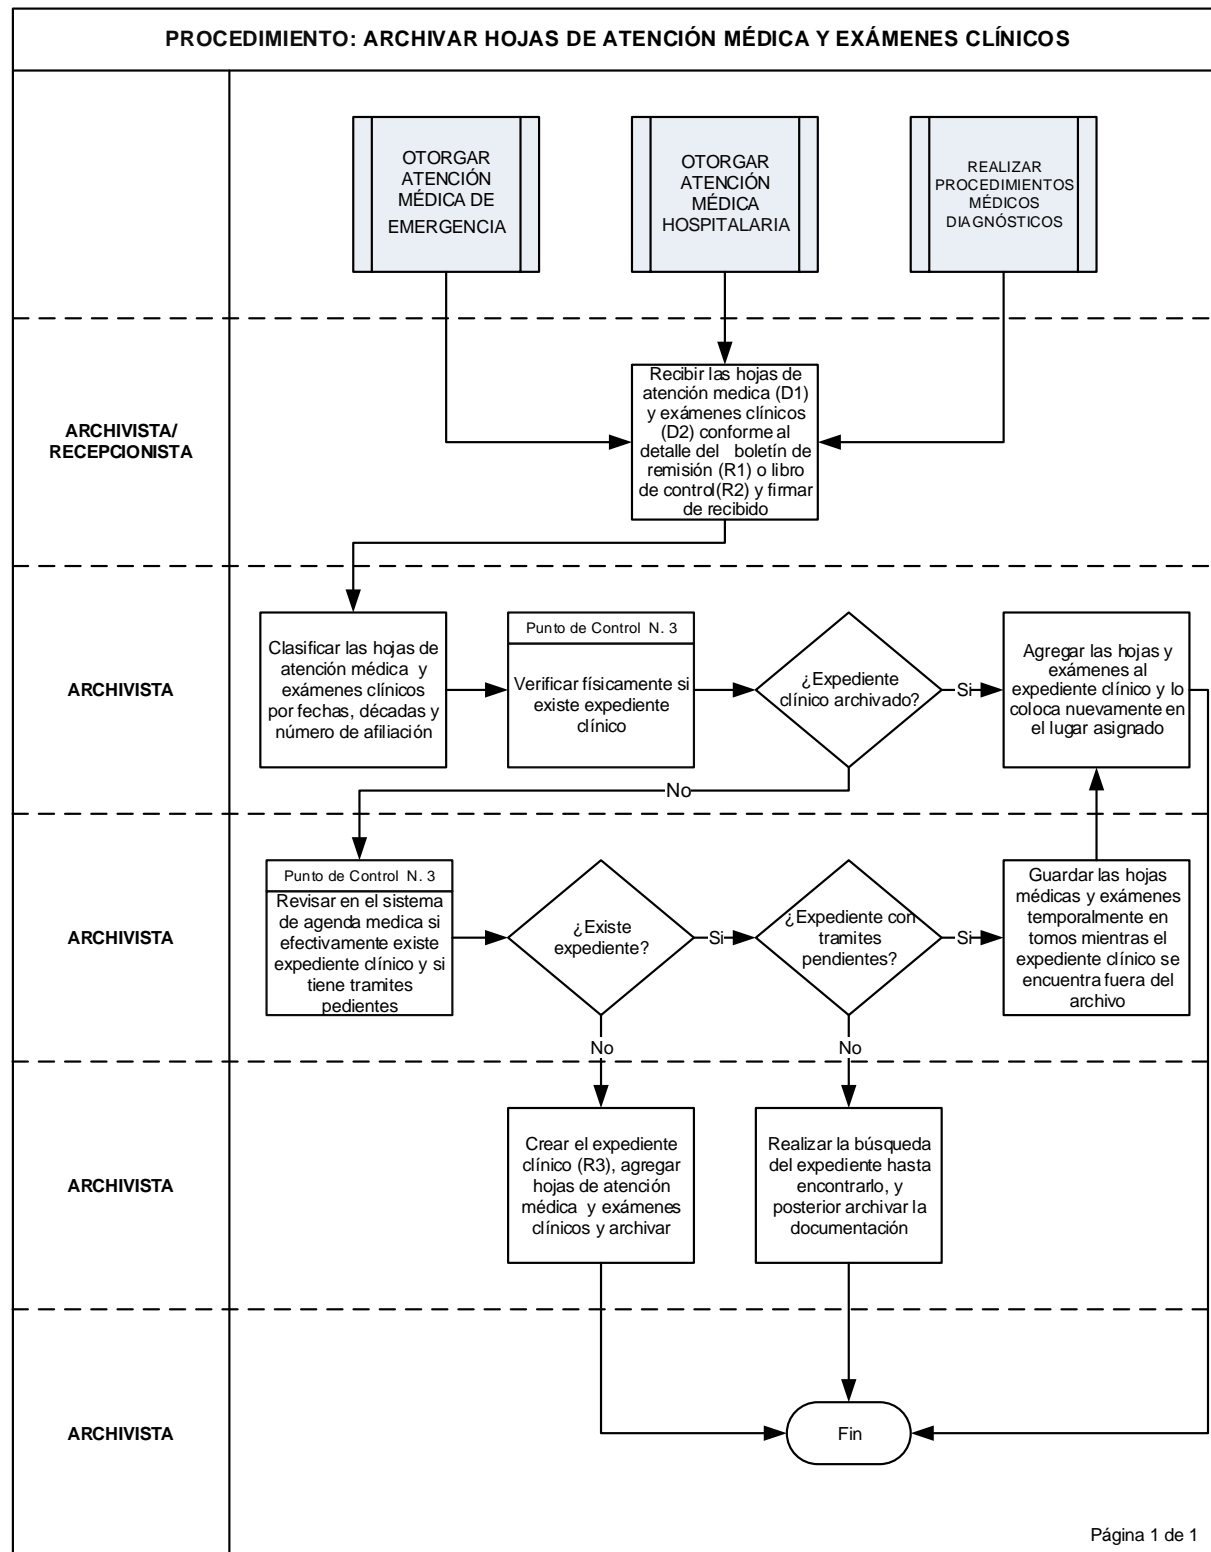 PROCEDIMIENTO: ARCHIVAR HOJAS DE ATENCIÓN MÉDICA Y EXÁMENES CLÍNICOS
OTORGAR
ATENCIÓN
MÉDICA DE
EMERGENCIA
OTORGAR
ATENCIÓN
MÉDICA
HOSPITALARIA
REALIZAR
PROCEDIMIENTOS
MÉDICOS
DIAGNÓSTICOS
ARCHIVISTA/
RECEPCIONISTA
Recibir las hojas de
atención medica (D1)
y exámenes clínicos
(D2) conforme al
detalle del boletín de
remisión (R1) o libro
de control(R2) y firmar
de recibido
ARCHIVISTA
Clasificar las hojas de
atención médica y
exámenes clínicos
por fechas, décadas y
número de afiliación
Punto de Control N. 3
Verificar físicamente si
existe expediente
clínico
¿Expediente
clínico archivado?
Si
Agregar las hojas y
exámenes al
expediente clínico y lo
coloca nuevamente en
el lugar asignado
No
ARCHIVISTA
Punto de Control N. 3
Revisar en el sistema
de agenda medica si
efectivamente existe
expediente clínico y si
tiene tramites
pedientes
¿Existe
expediente?
Si
¿Expediente con
tramites
pendientes?
Si
Guardar las hojas
médicas y exámenes
temporalmente en
tomos mientras el
expediente clínico se
encuentra fuera del
archivo
No
No
ARCHIVISTA
Crear el expediente
clínico (R3), agregar
hojas de atención
médica y exámenes
clínicos y archivar
Realizar la búsqueda
del expediente hasta
encontrarlo, y
posterior archivar la
documentación
ARCHIVISTA
Fin
Página 1 de 1